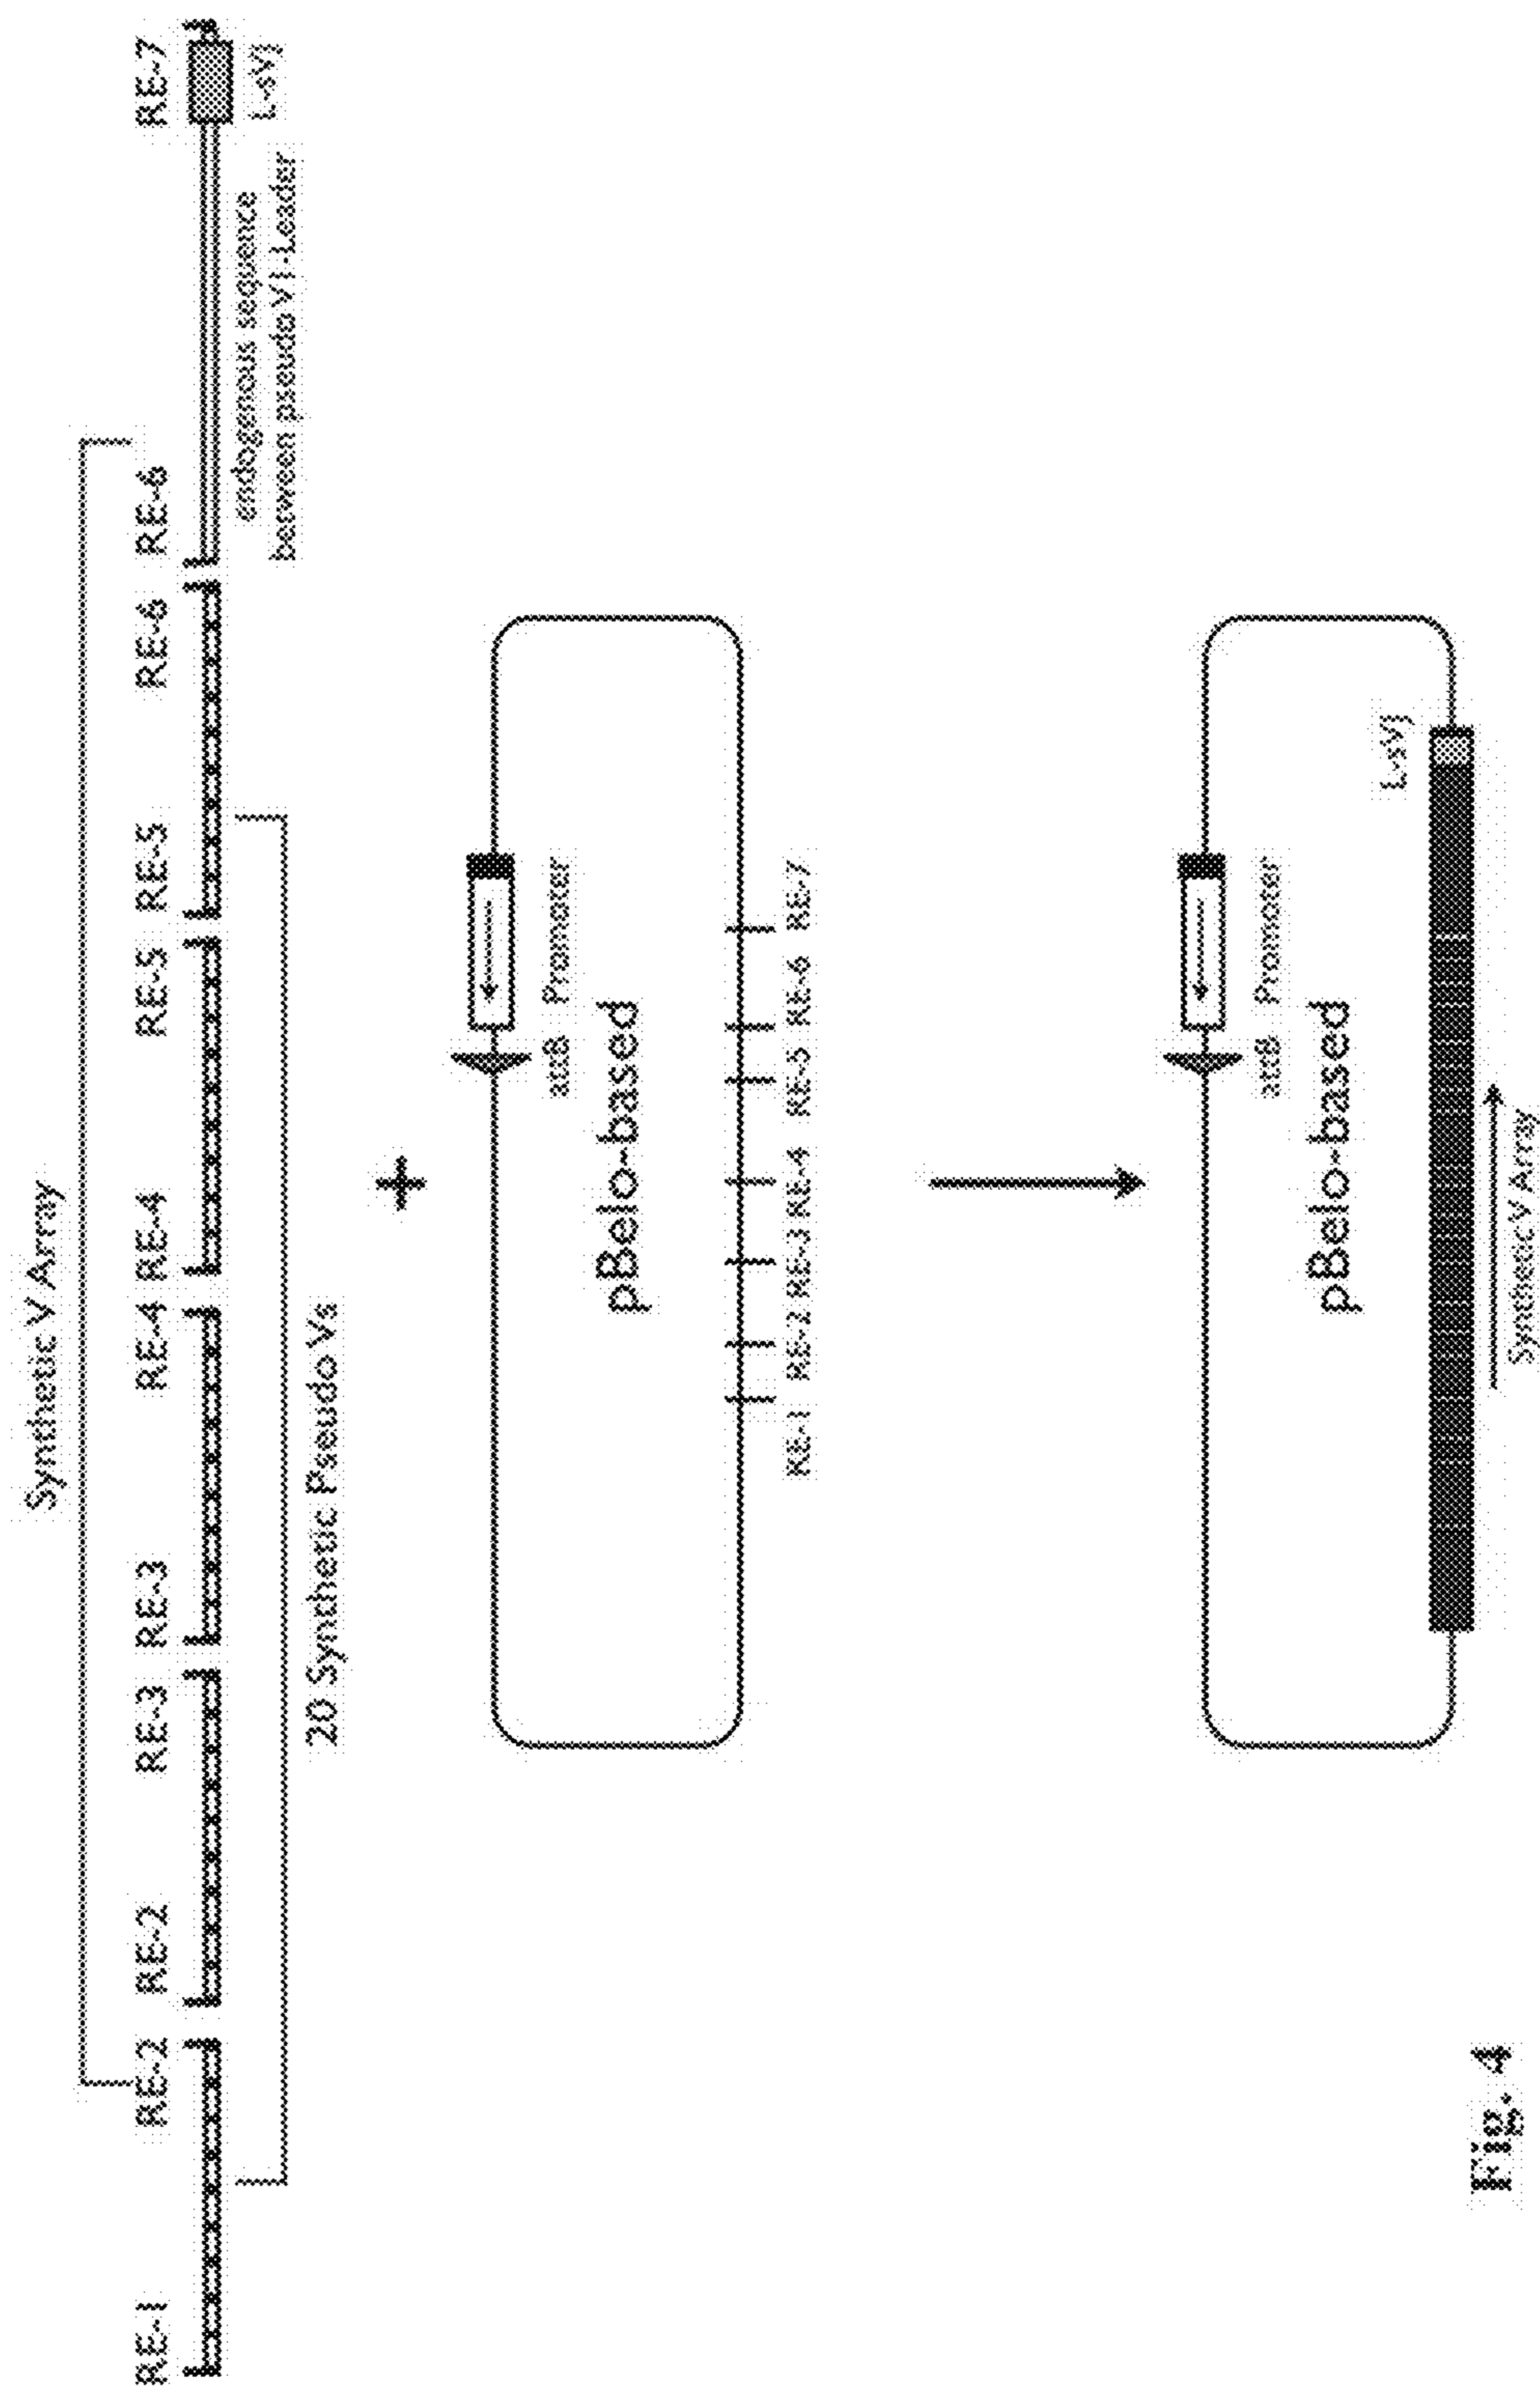 Synthetic V Array
RE-1 RE-2 RE-2 RE-3 RE-3 RE-4 RE-4 RE-5 RE-5 RE-6 RE-6 RE-7
endogenous sequence
between pseudo V1-Leader
L-sVJ
20 Synthetic Pseudo Vs
+
attB Promoter
pBelo-based
RE-1 RE-2 RE-3 RE-4 RE-5 RE-6 RE-7
attB Promoter
pBelo-based
L-sVJ
Synthetic V Array
Fig. 4